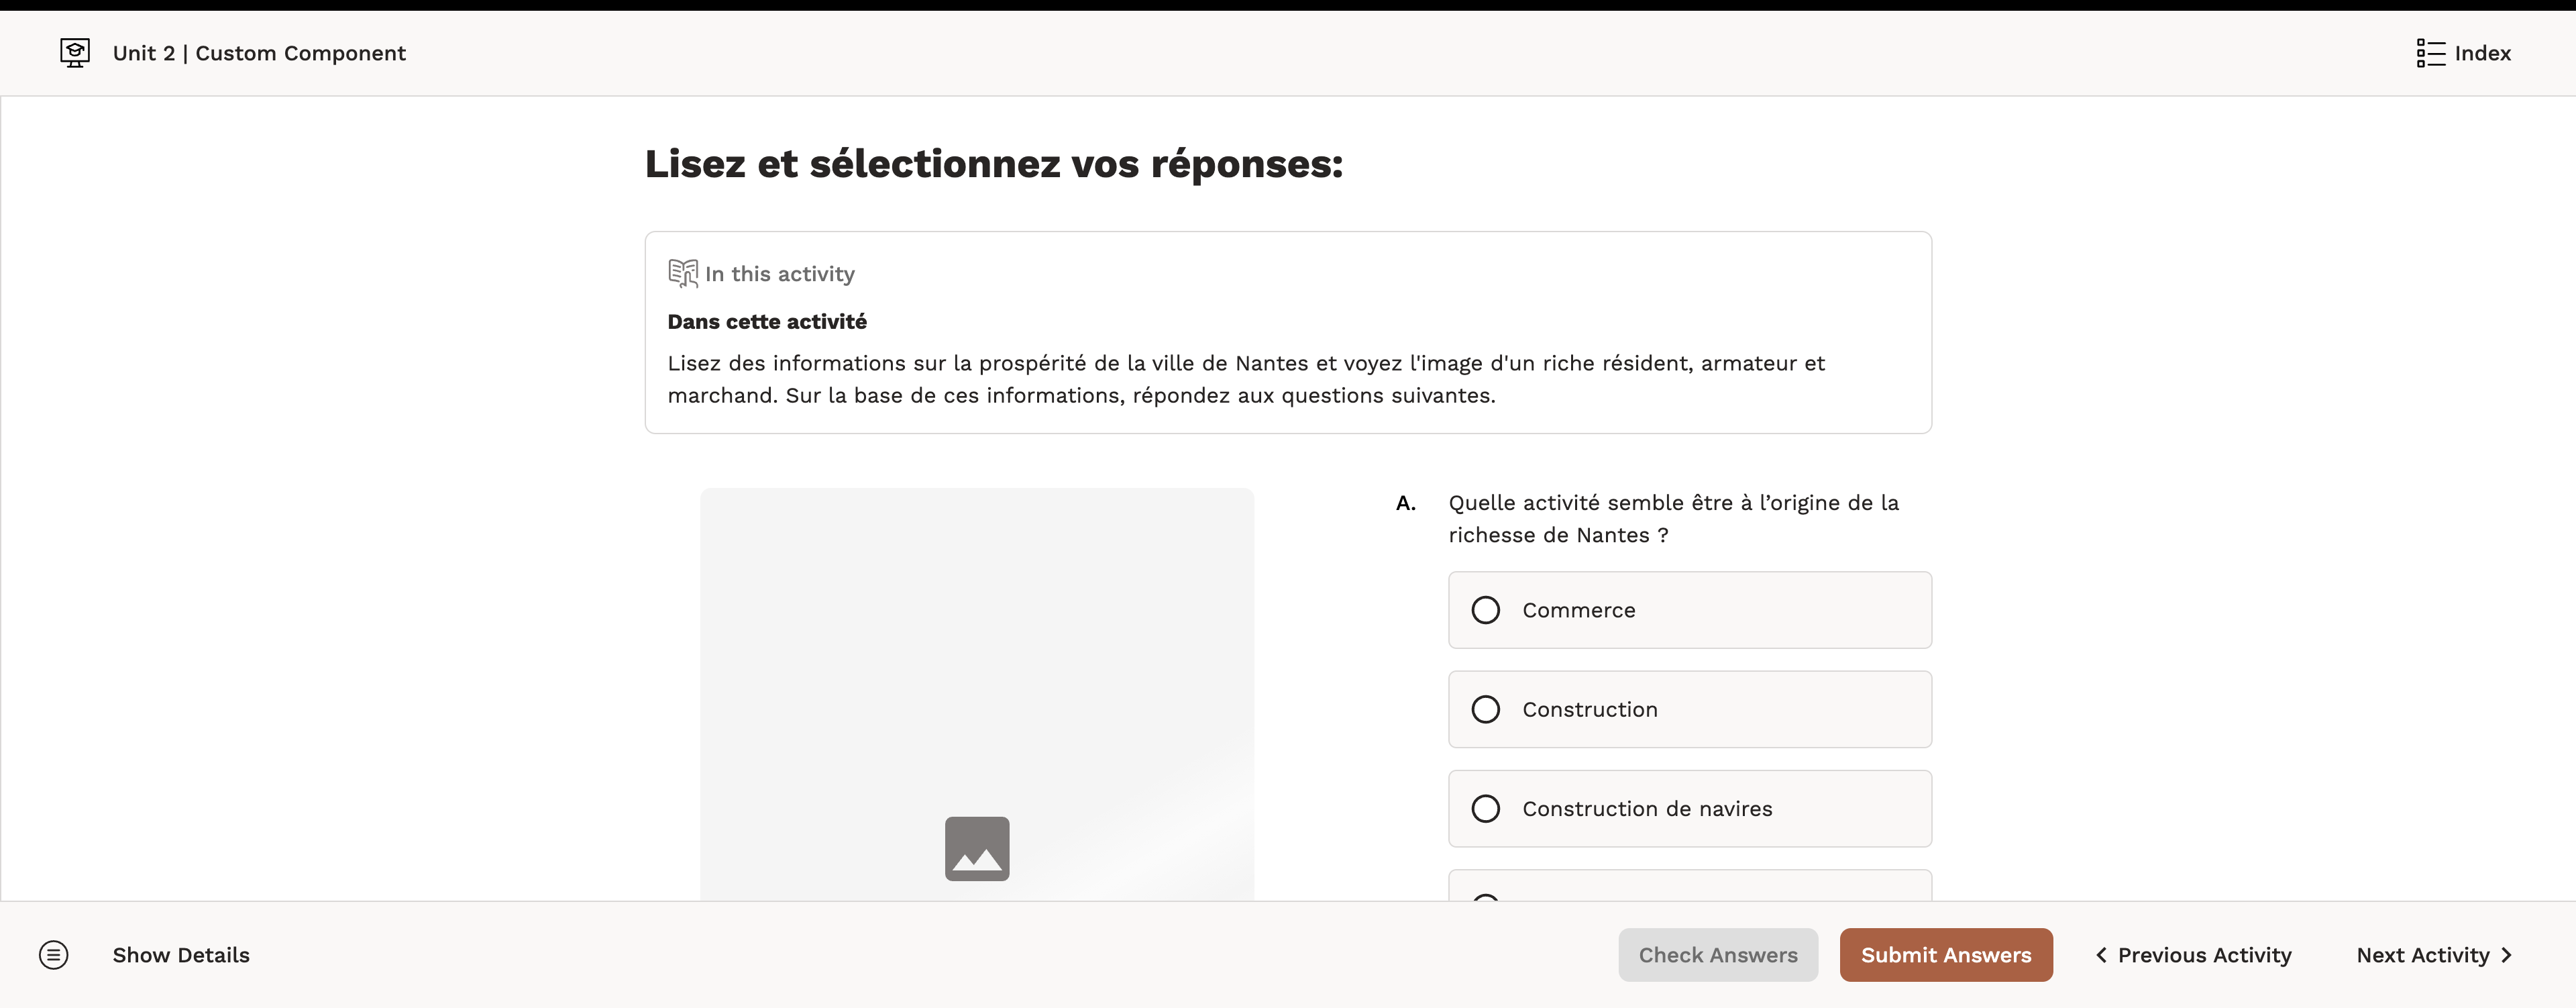 Unit 2 | Custom Component
Index
Lisez et sélectionnez vos réponses:
In this activity
Dans cette activité
Lisez des informations sur la prospérité de la ville de Nantes et voyez l'image d'un riche résident, armateur et
marchand. Sur la base de ces informations, répondez aux questions suivantes.
A. Quelle activité semble être à l’origine de la
richesse de Nantes ?
Commerce
Construction
Construction de navires
Show Details
Check Answers
Submit Answers
Previous Activity
Next Activity